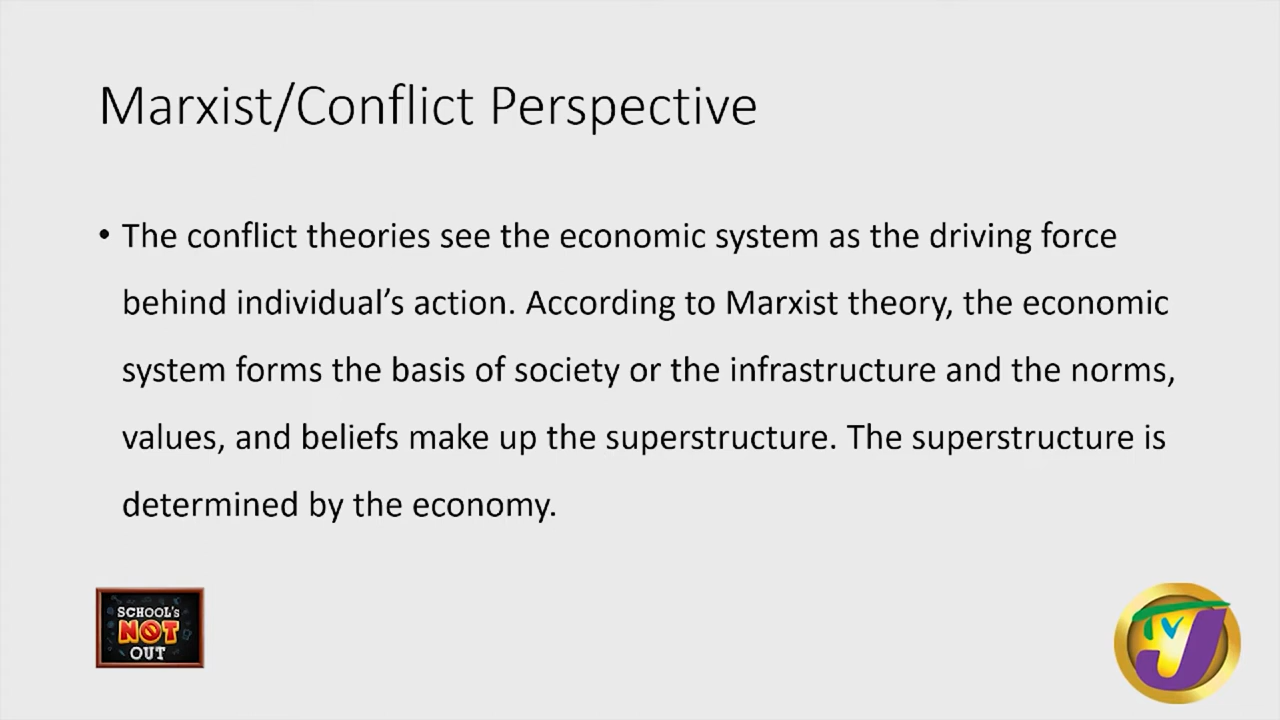 Marxist/Conflict Perspective
• The conflict theories see the economic system as the driving force
behind individual’s action. According to Marxist theory, the economic
system forms the basis of society or the infrastructure and the norms,
values, and beliefs make up the superstructure. The superstructure is
determined by the economy.
SCHOOL's
NOT
OUT
TVJ